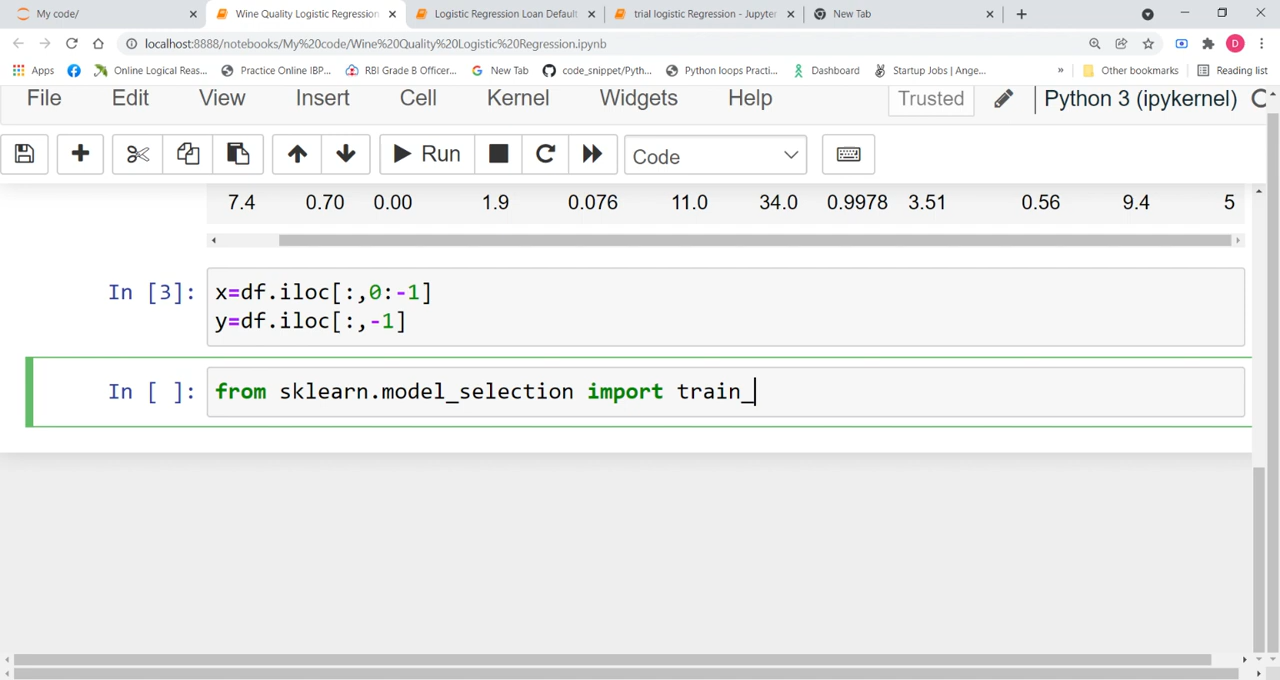 My code/
Wine Quality Logistic Regression
Logistic Regression Loan Default
trial logistic Regression - Jupyter
New Tab
localhost:8888/notebooks/My%20code/Wine%20Quality%20Logistic%20Regression.ipynb
D
Apps
Online Logical Reas...
Practice Online IBP...
RBI Grade B Officer...
New Tab
code_snippet/Pyth...
Python loops Practi...
Dashboard
Startup Jobs | Ange...
»
Other bookmarks
Reading list
File Edit View Insert Cell Kernel Widgets Help
Trusted
Python 3 (ipykernel)
Run
Code
7.4 0.70 0.00 1.9 0.076 11.0 34.0 0.9978 3.51 0.56 9.4 5
In [3]: x=df.iloc[:,0:-1]
y=df.iloc[:,-1]
In [ ]: from sklearn.model_selection import train_